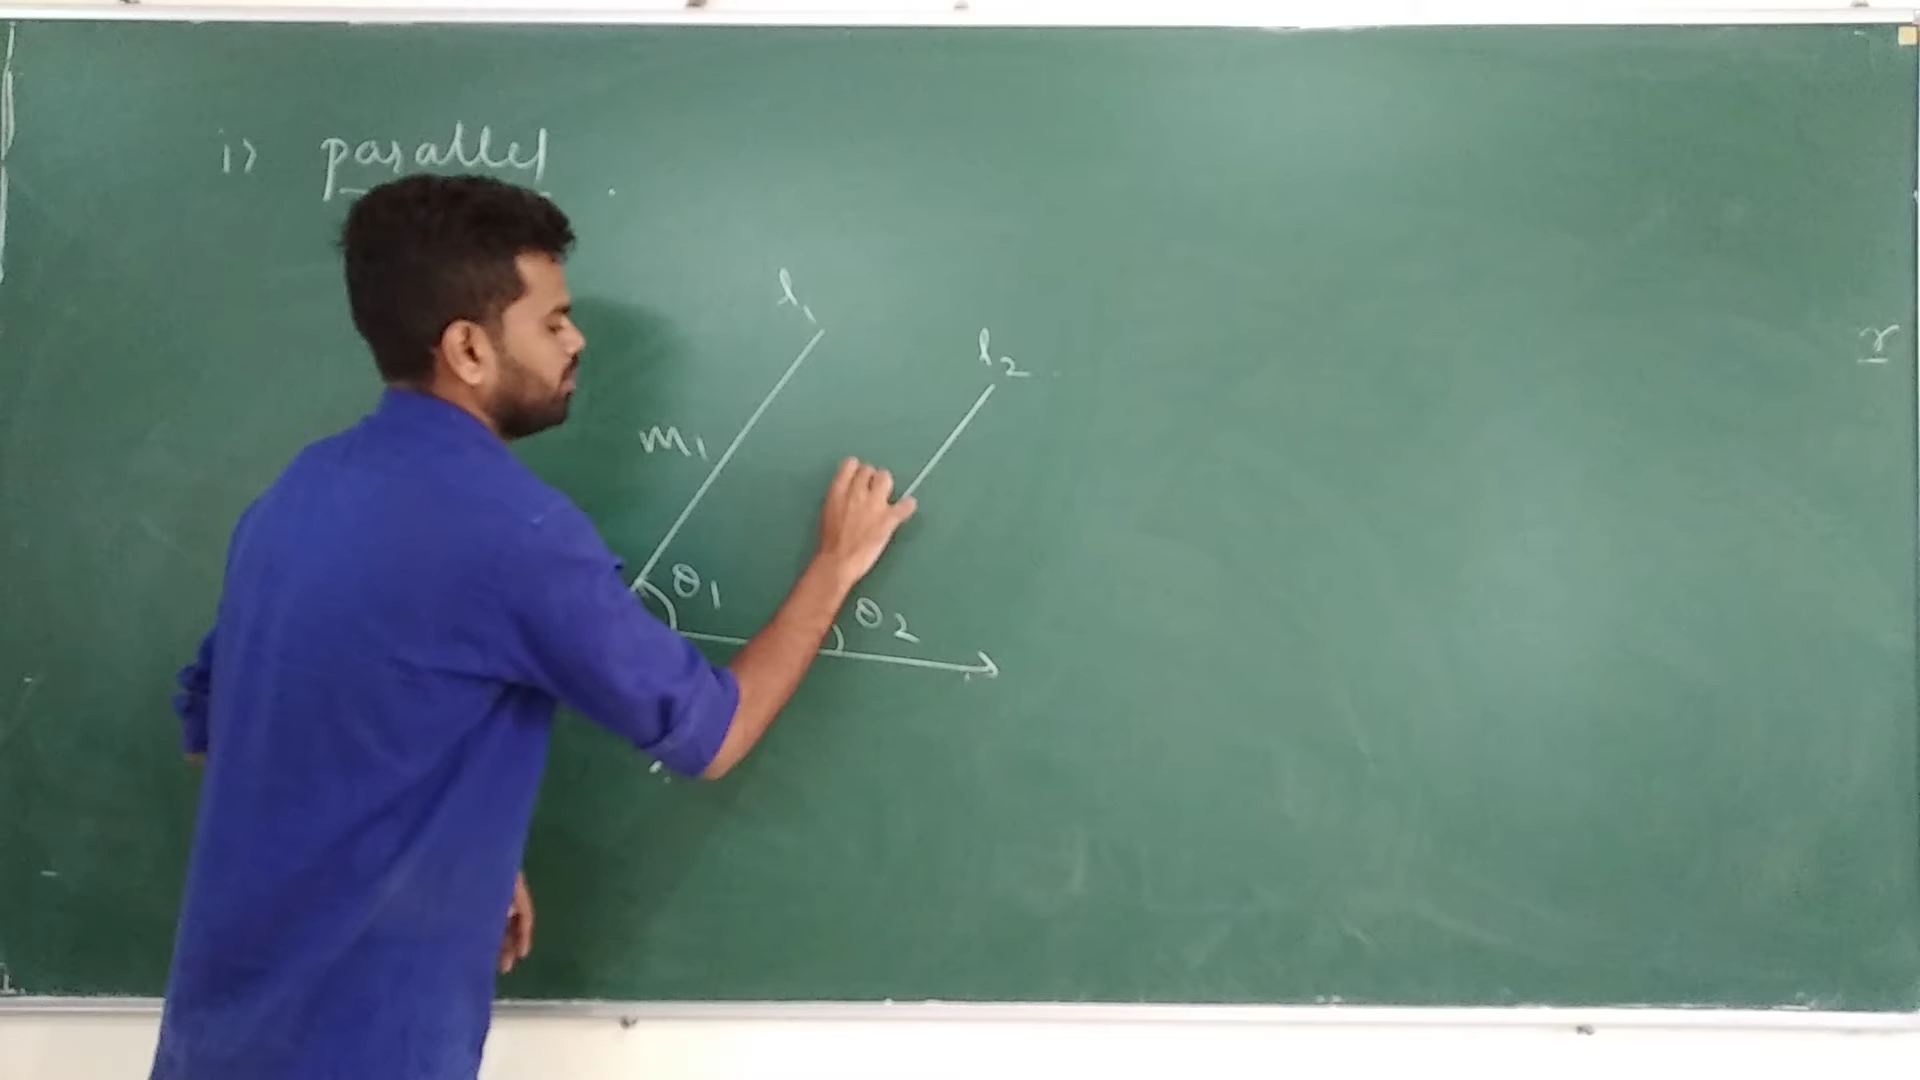 i) parallel
l₁
l₂
m₁
θ₁
θ₂